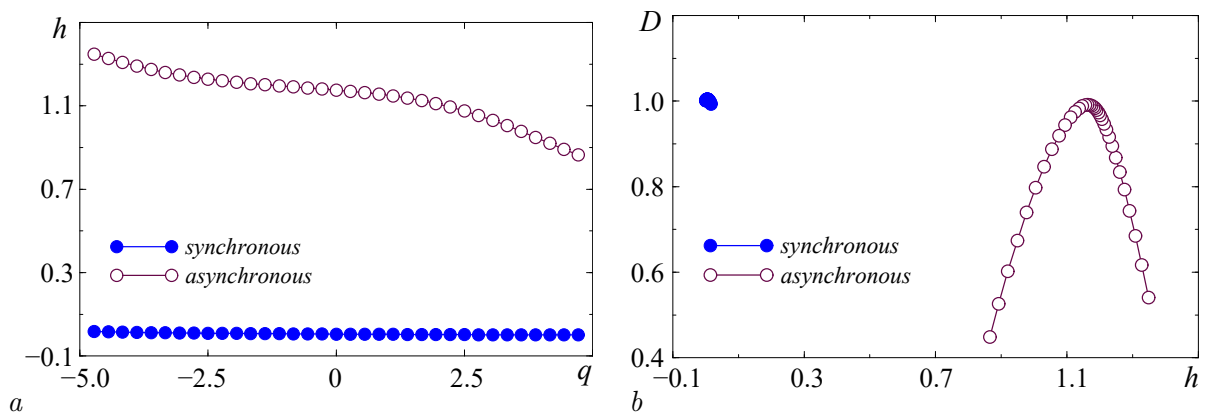 h
1.1
0.7
0.3
−0.1
synchronous
asynchronous
−5.0 −2.5 0 2.5 q
a
D
1.0
0.8
0.6
0.4
synchronous
asynchronous
−0.1 0.3 0.7 1.1 h
b